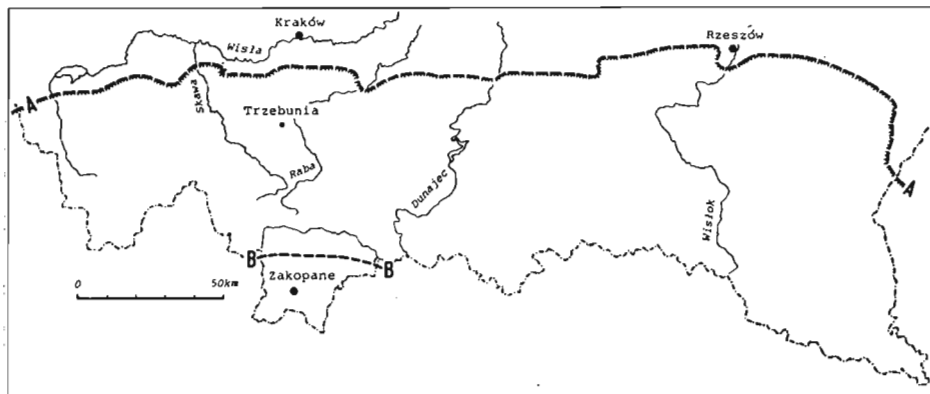 Kraków
Wisła
Rzeszów
A
Skawa
Trzebunia
Raba
Dunajec
A
Wisłok
B
B
Zakopane
0
50km